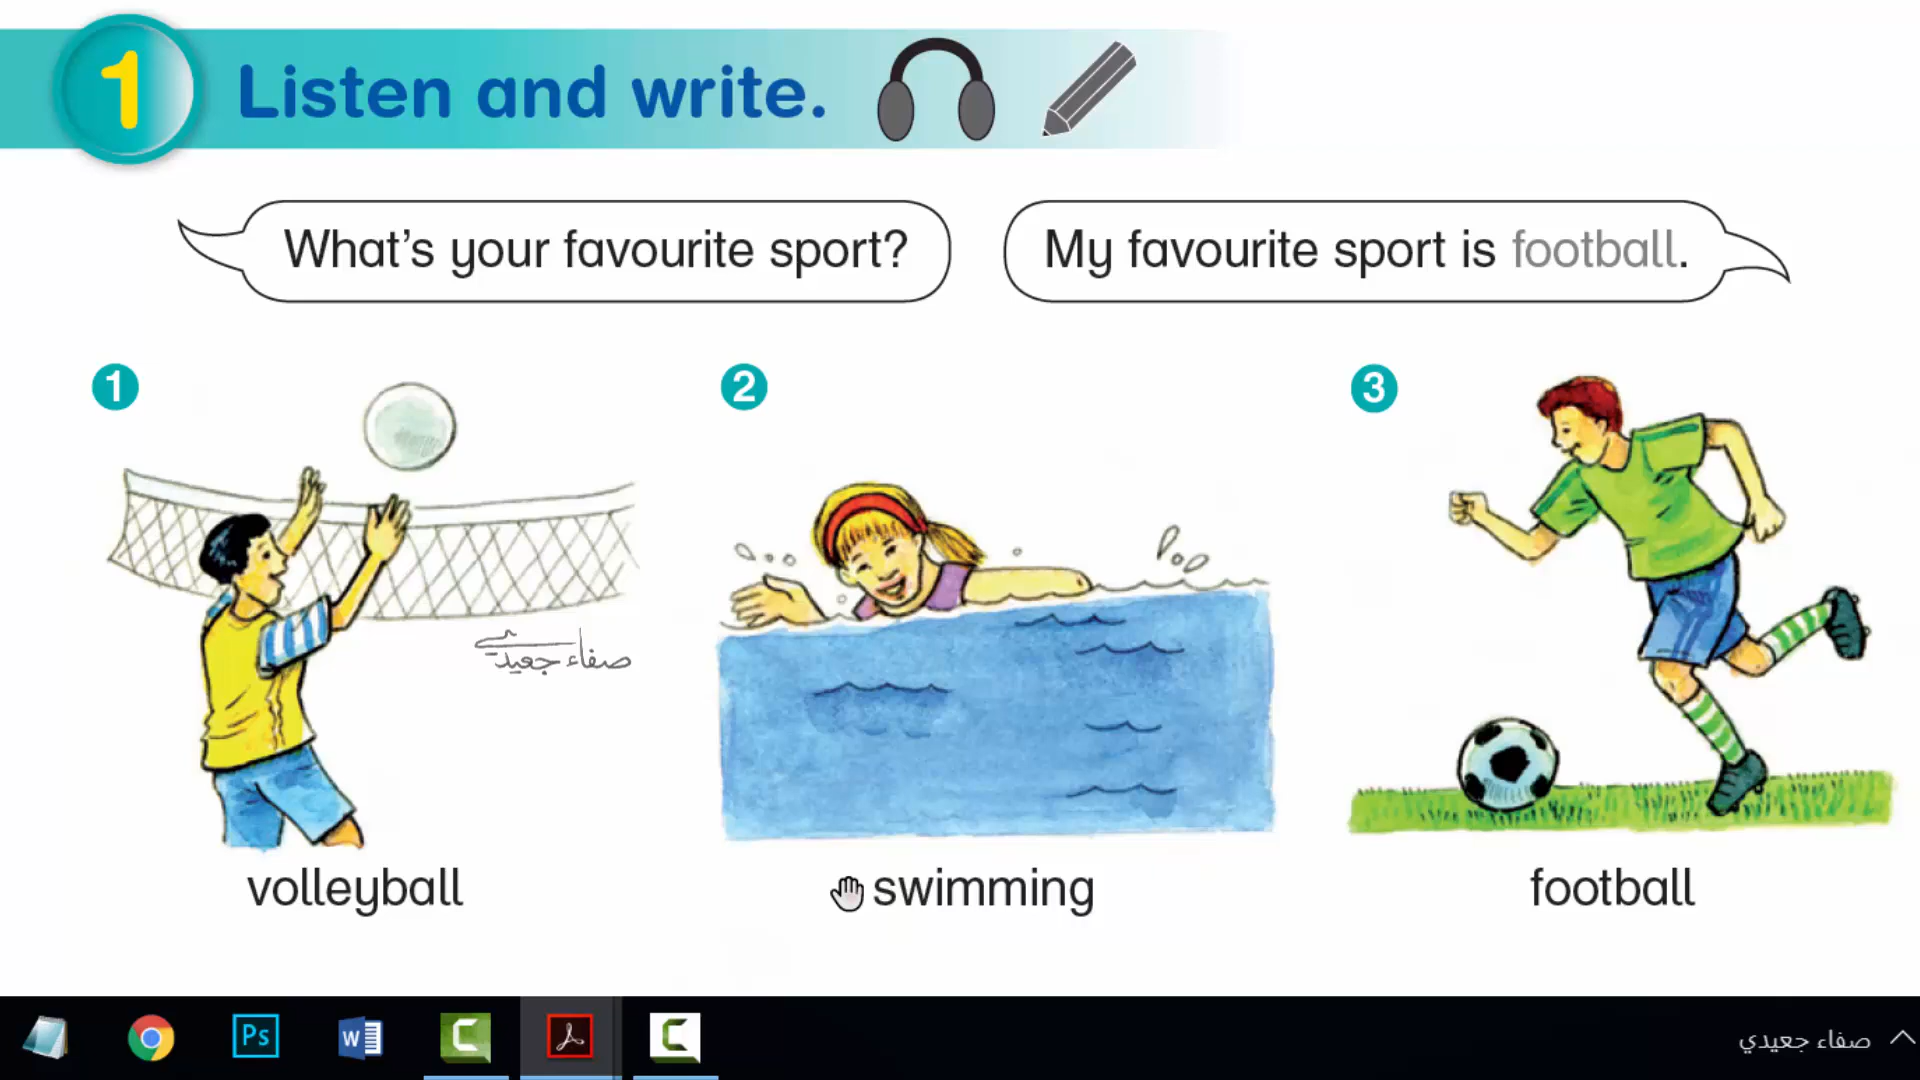 1 Listen and write.
What's your favourite sport?
My favourite sport is football.
1
2
3
صفاء جعيدي
volleyball
swimming
football
Ps
W
C
C
صفاء جعيدي